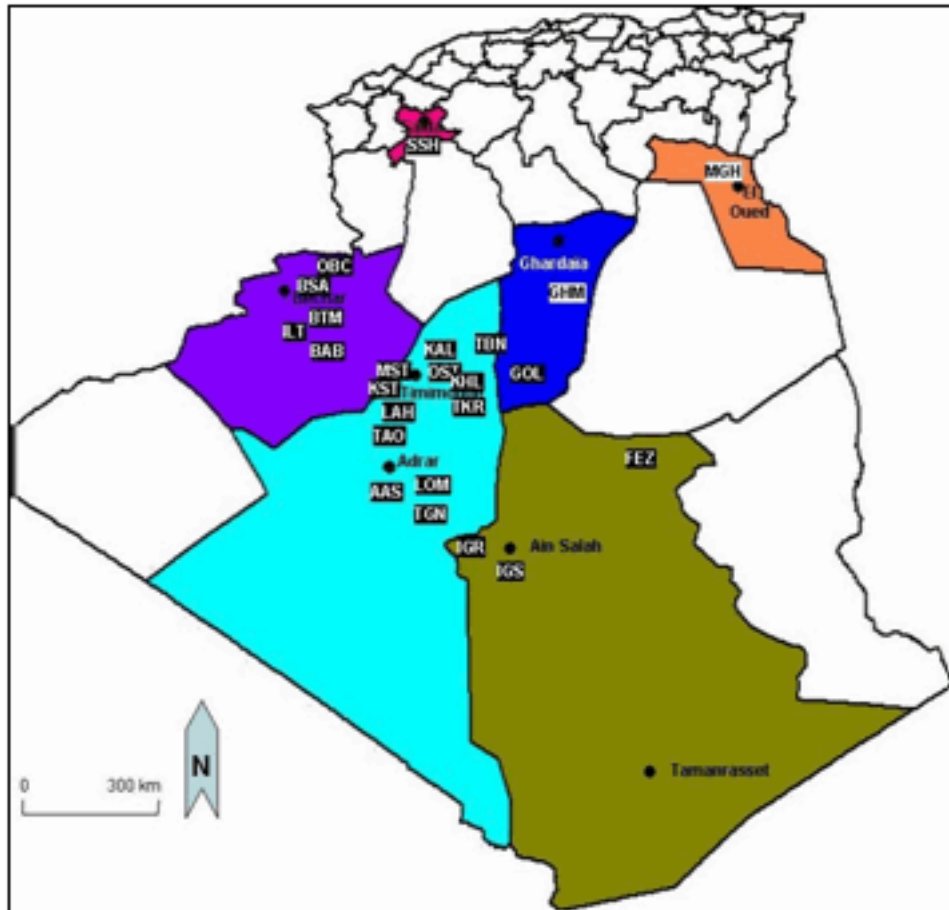 SSH
MGH
El
Oued
OBC
BSA
Ghardaia
GHM
BTM
ILT
BAB
KAL
TBN
MST
OST
GOL
KST
KHL
LAH
TKR
TAO
FEZ
Adrar
AAS
LOM
TGN
IGR
Ain Salah
IGS
N
0 300 km
Tamanrasset